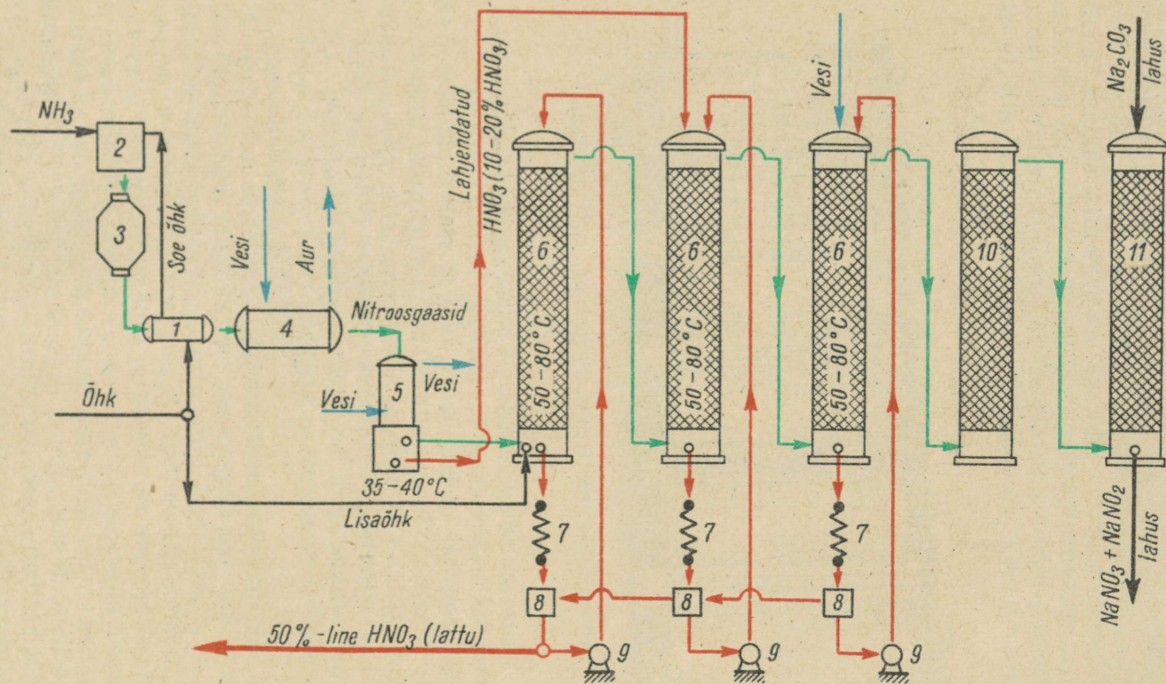 NH₃
2
3
Soe õhk
1
Õhk
Lisaõhk
Vesi
Aur
4
Nitroosgaasid
Vesi
5
Vesi
35–40°C
Lahjendatud
HNO₃ (10–20% HNO₃)
6
50–80°C
7
8
9
6
50–80°C
7
8
9
Vesi
6
50–80°C
7
8
9
50%-line HNO₃ (lattu)
10
Na₂CO₃
lahus
11
NaNO₃ + NaNO₂
lahus